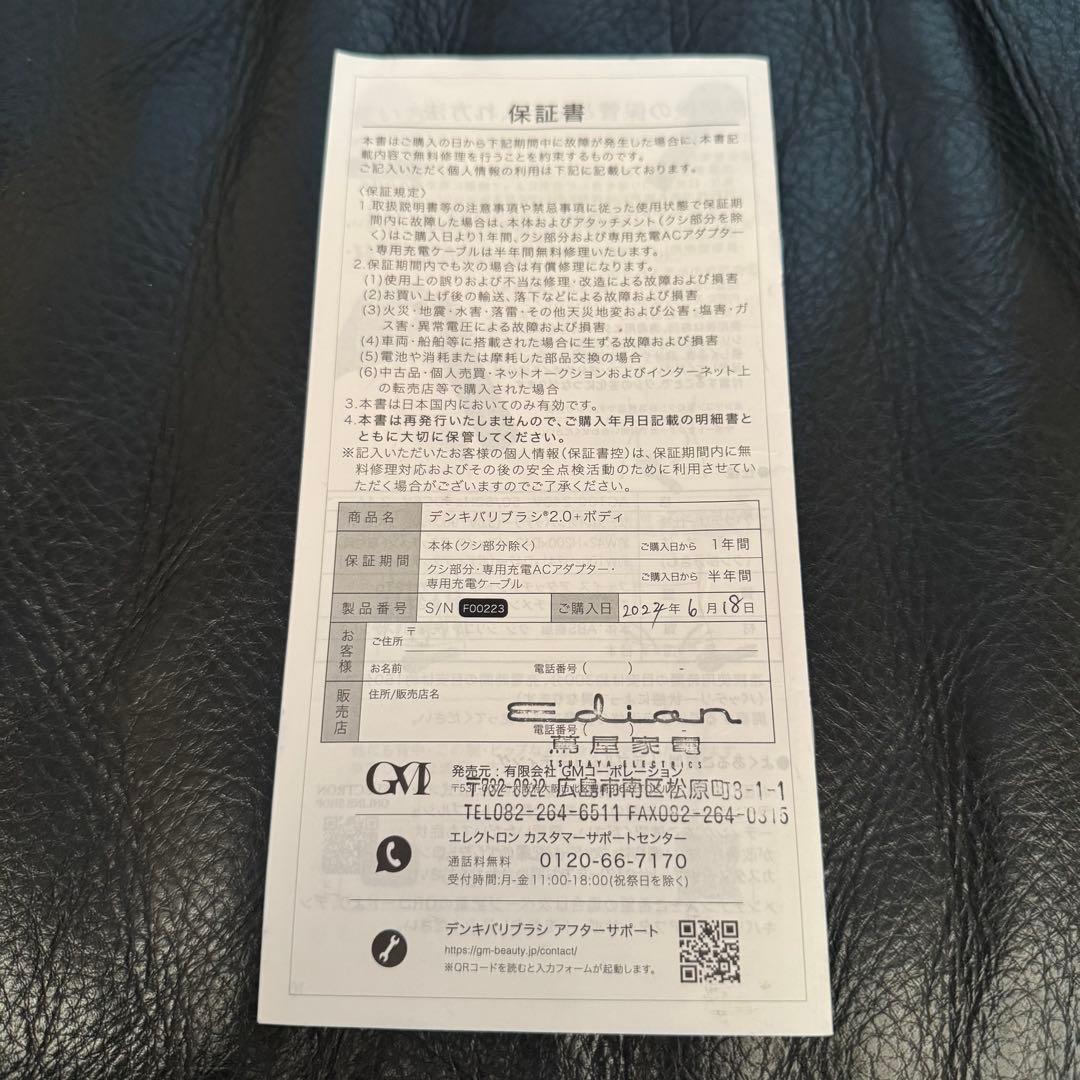 保証書
本書はご購入の日から下記期間中に故障が発生した場合に、本書記
載内容で無料修理を行うことを約束するものです。
ご記入いただく個人情報の利用は下記に記載しております。
〈保証規定〉
1.取扱説明書等の注意事項や禁忌事項に従った使用状態で保証期
間内に故障した場合は、本体およびアタッチメント(クシ部分を除
く)はご購入日より1年間、クシ部分および専用充電ACアダプター
・専用充電ケーブルは半年間無料修理いたします。
2.保証期間内でも次の場合は有償修理になります。
(1)使用上の誤りおよび不当な修理・改造による故障および損害
(2)お買い上げ後の輸送、落下などによる故障および損害
(3)火災・地震・水害・落雷・その他天災地変および公害・塩害・ガ
ス害・異常電圧による故障および損害
(4)車両・船舶等に搭載された場合に生ずる故障および損害
(5)電池や消耗または摩耗した部品交換の場合
(6)中古品・個人売買・ネットオークションおよびインターネット上
の転売店等で購入された場合
3.本書は日本国内においてのみ有効です。
4.本書は再発行いたしませんので、ご購入年月日記載の明細書と
ともに大切に保管してください。
※記入いただいたお客様の個人情報(保証書控)は、保証期間内に無
料修理対応およびその後の安全点検活動のために利用させてい
ただく場合がございますのでご了承ください。
商品名 デンキバリブラシ®2.0+ボディ
保証期間 本体(クシ部分除く) ご購入日から 1年間
クシ部分・専用充電ACアダプター・
専用充電ケーブル ご購入日から 半年間
製品番号 S/N F00223 ご購入日 2024年 6月18日
お客様 ご住所 〒
お名前 電話番号 ( ) -
販売店 住所/販売店名
Edion
電話番号 ( ) -
蔦屋家電
TSUTAYA ELECTRICS
GM 発売元:有限会社 GMコーポレーション
〒732-0822 広島市南区松原町3-1-1
TEL082-264-6511 FAX082-264-0315
エレクトロン カスタマーサポートセンター
通話料無料 0120-66-7170
受付時間:月-金 11:00-18:00(祝祭日を除く)
デンキバリブラシ アフターサポート
https://gm-beauty.jp/contact/
※QRコードを読むと入力フォームが起動します。